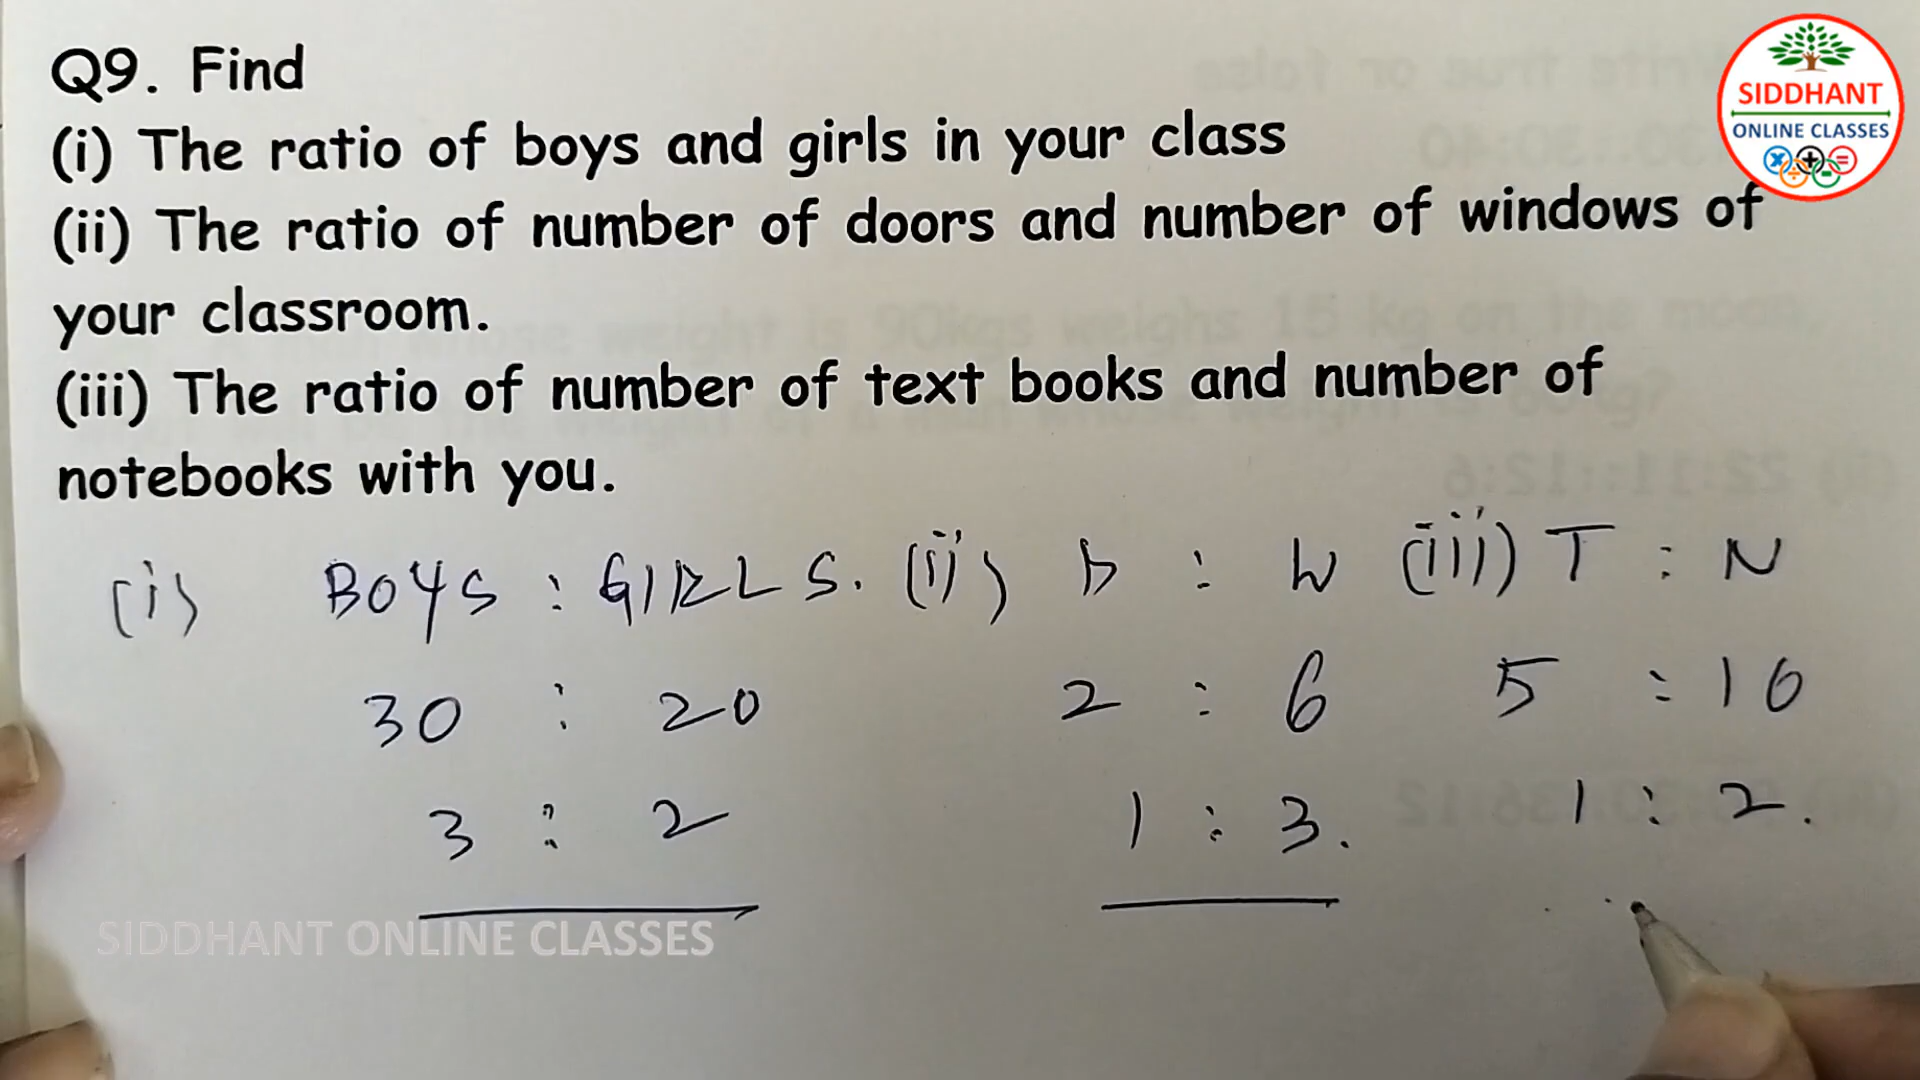 Q9. Find
(i) The ratio of boys and girls in your class
(ii) The ratio of number of doors and number of windows of
your classroom.
(iii) The ratio of number of text books and number of
notebooks with you.
SIDDHANT
ONLINE CLASSES
(i) BOYS : GIRLS. (ii) D : W (iii) T : N
30 : 20 2 : 6 5 : 10
3 : 2 1 : 3. 1 : 2.
SIDDHANT ONLINE CLASSES